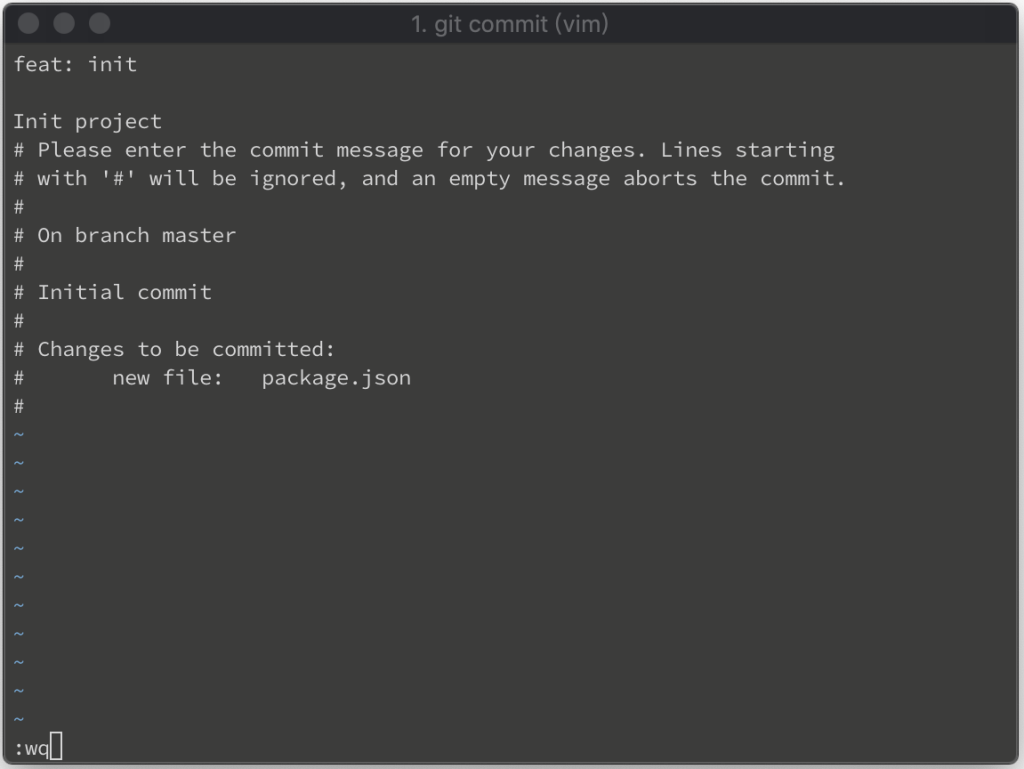 1. git commit (vim)
feat: init

Init project
# Please enter the commit message for your changes. Lines starting
# with '#' will be ignored, and an empty message aborts the commit.
#
# On branch master
#
# Initial commit
#
# Changes to be committed:
#       new file:   package.json
#
~
~
~
~
~
~
~
~
~
~
~
:wq